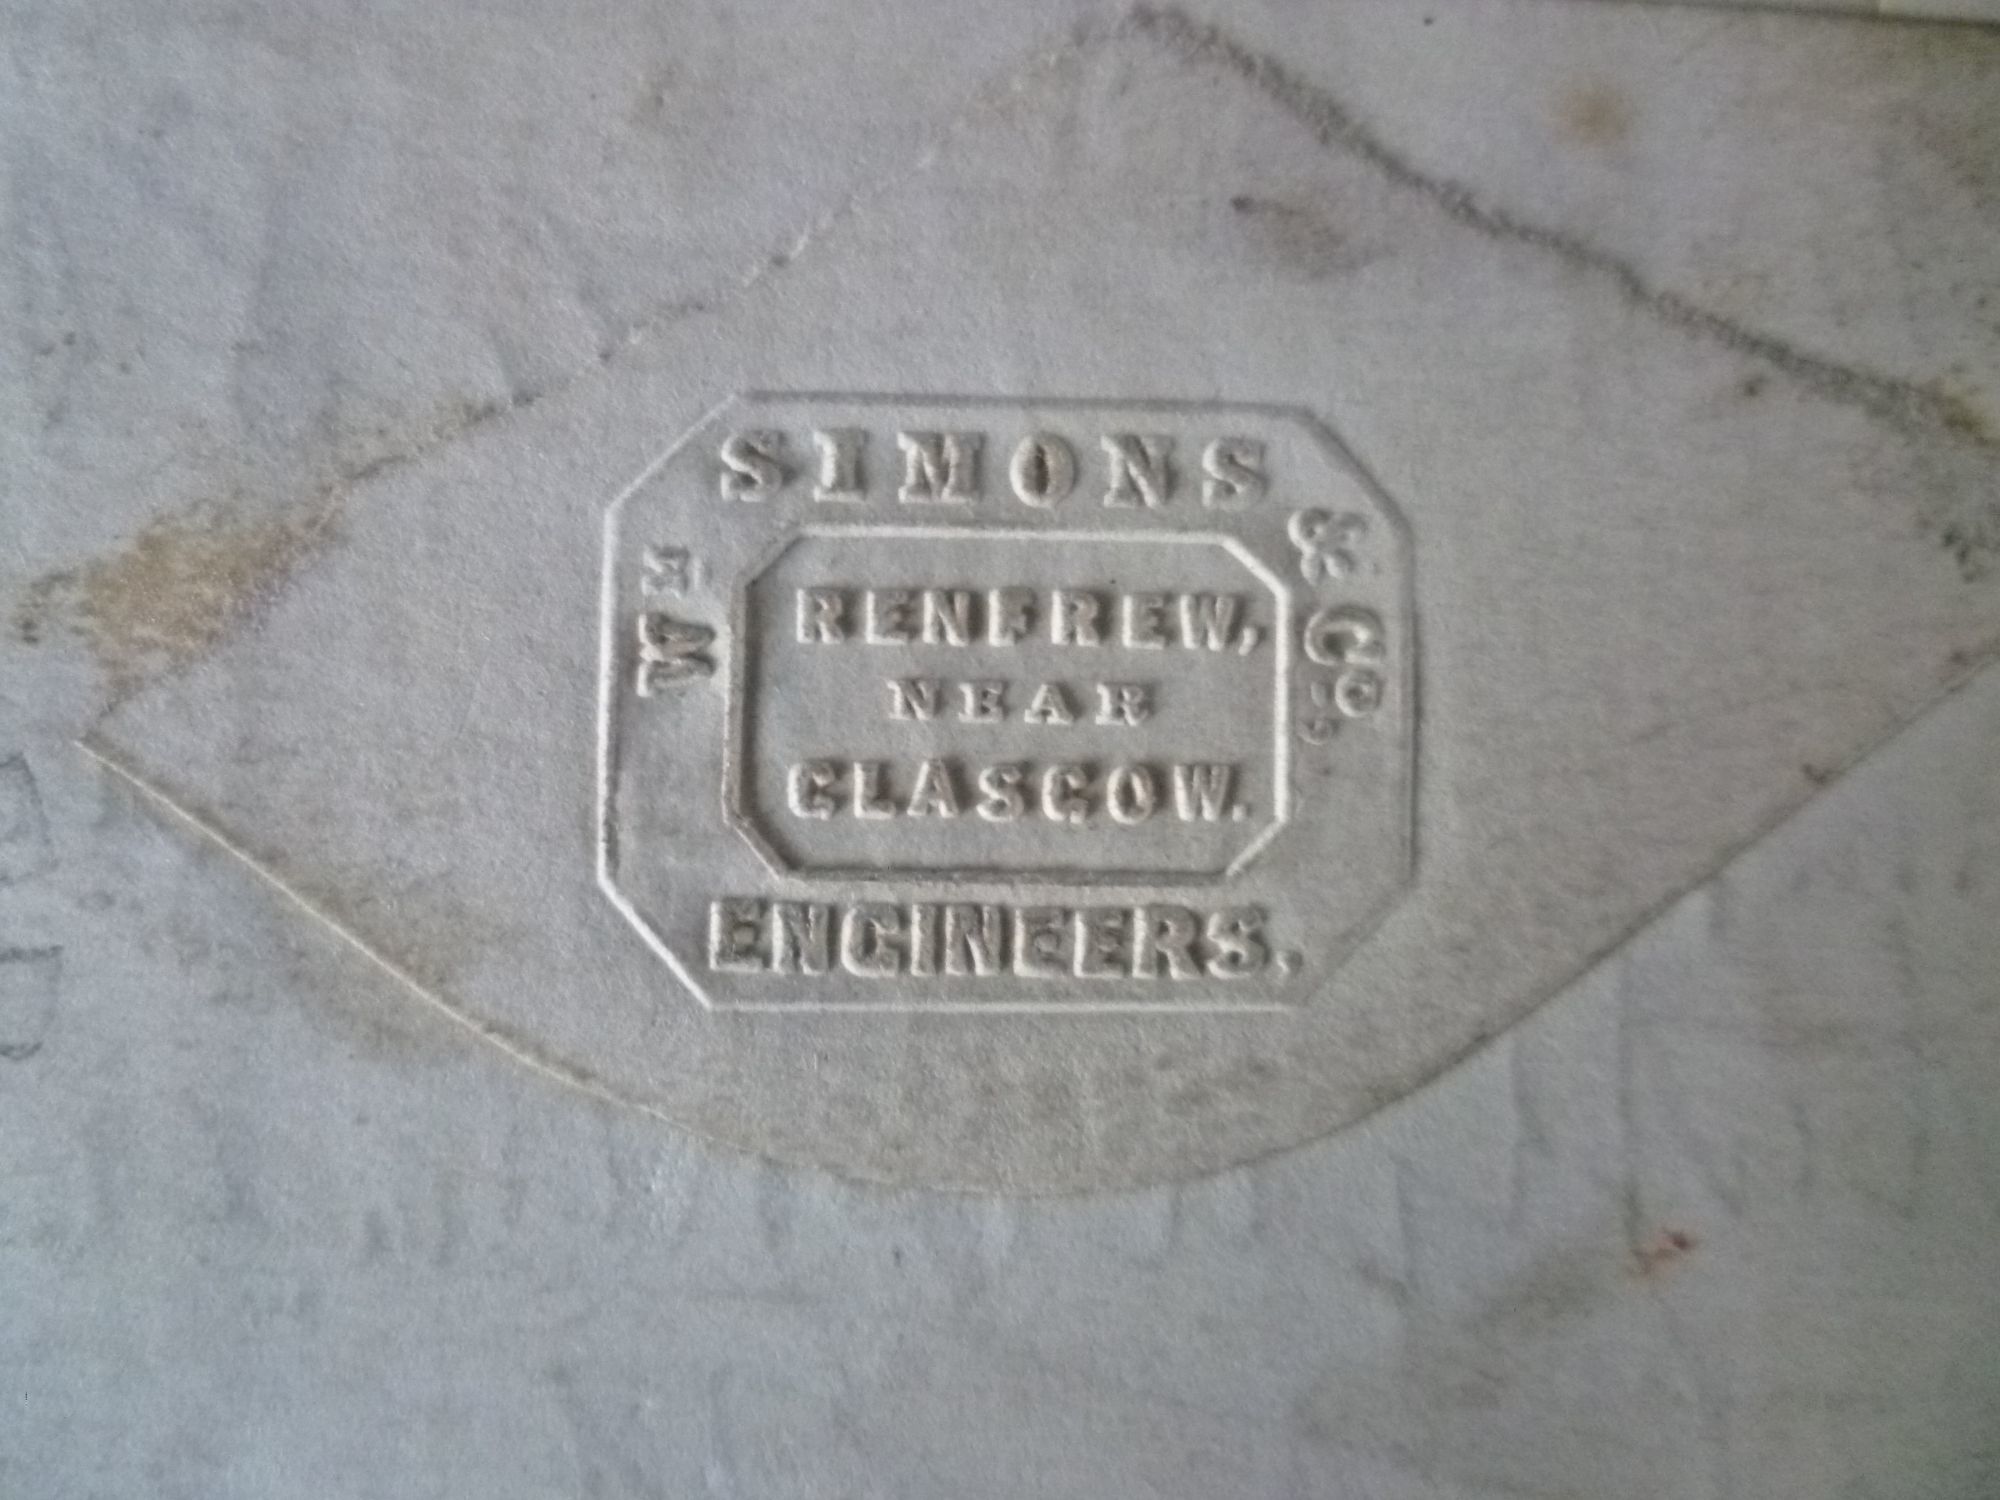 Wᴹ SIMONS & Cº,
RENFREW,
NEAR
GLASGOW.
ENGINEERS,